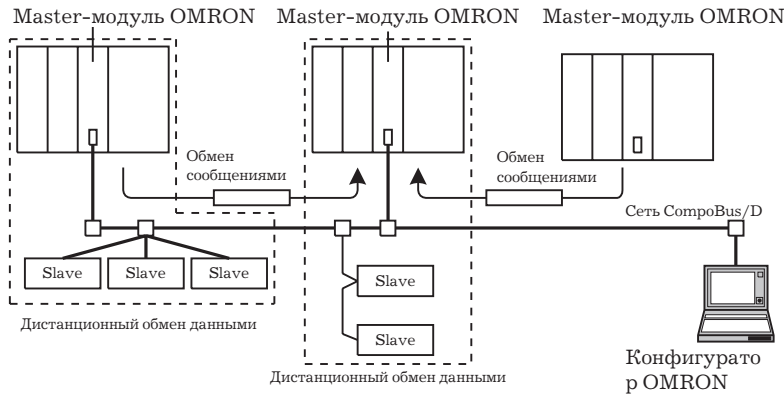 Master-модуль OMRON
Master-модуль OMRON
Master-модуль OMRON
Обмен
сообщениями
Обмен
сообщениями
Сеть CompoBus/D
Slave
Slave
Slave
Slave
Slave
Дистанционный обмен данными
Дистанционный обмен данными
Конфигурато
р OMRON